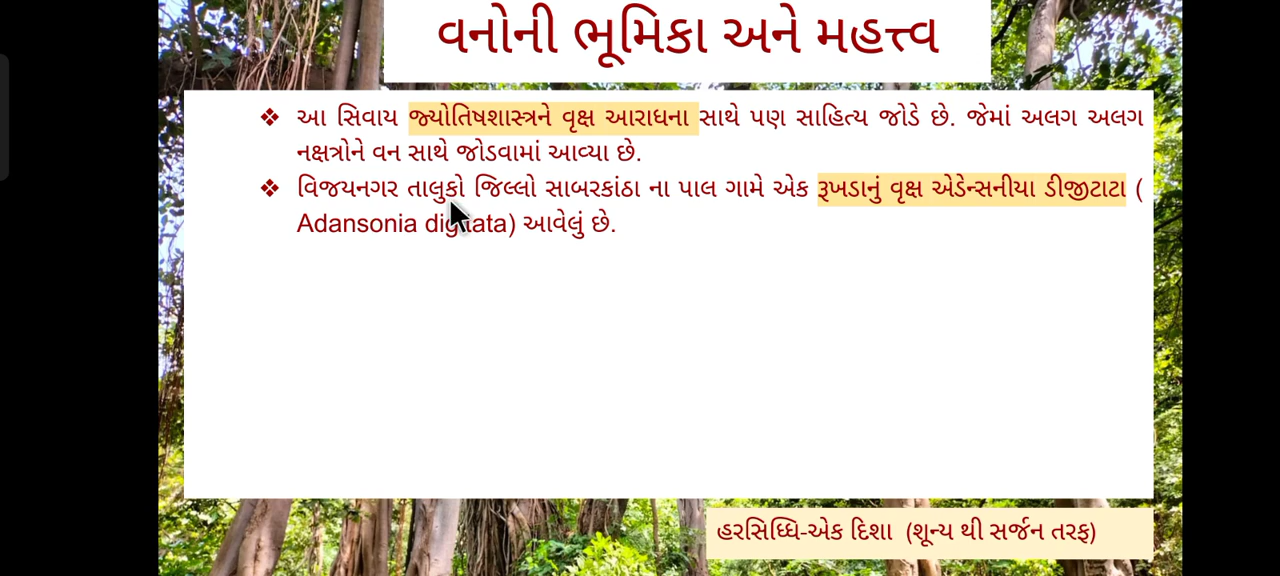 વનોની ભૂમિકા અને મહત્ત્વ
❖ આ સિવાય જ્યોતિષશાસ્ત્રને વૃક્ષ આરાધના સાથે પણ સાહિત્ય જોડે છે. જેમાં અલગ અલગ
નક્ષત્રોને વન સાથે જોડવામાં આવ્યા છે.
❖ વિજયનગર તાલુકો જિલ્લો સાબરકાંઠા ના પાલ ગામે એક રૂખડાનું વૃક્ષ એડેન્સનીયા ડીજીટાટા (
Adansonia digitata) આવેલું છે.
હરસિધ્ધિ-એક દિશા (શૂન્ય થી સર્જન તરફ)